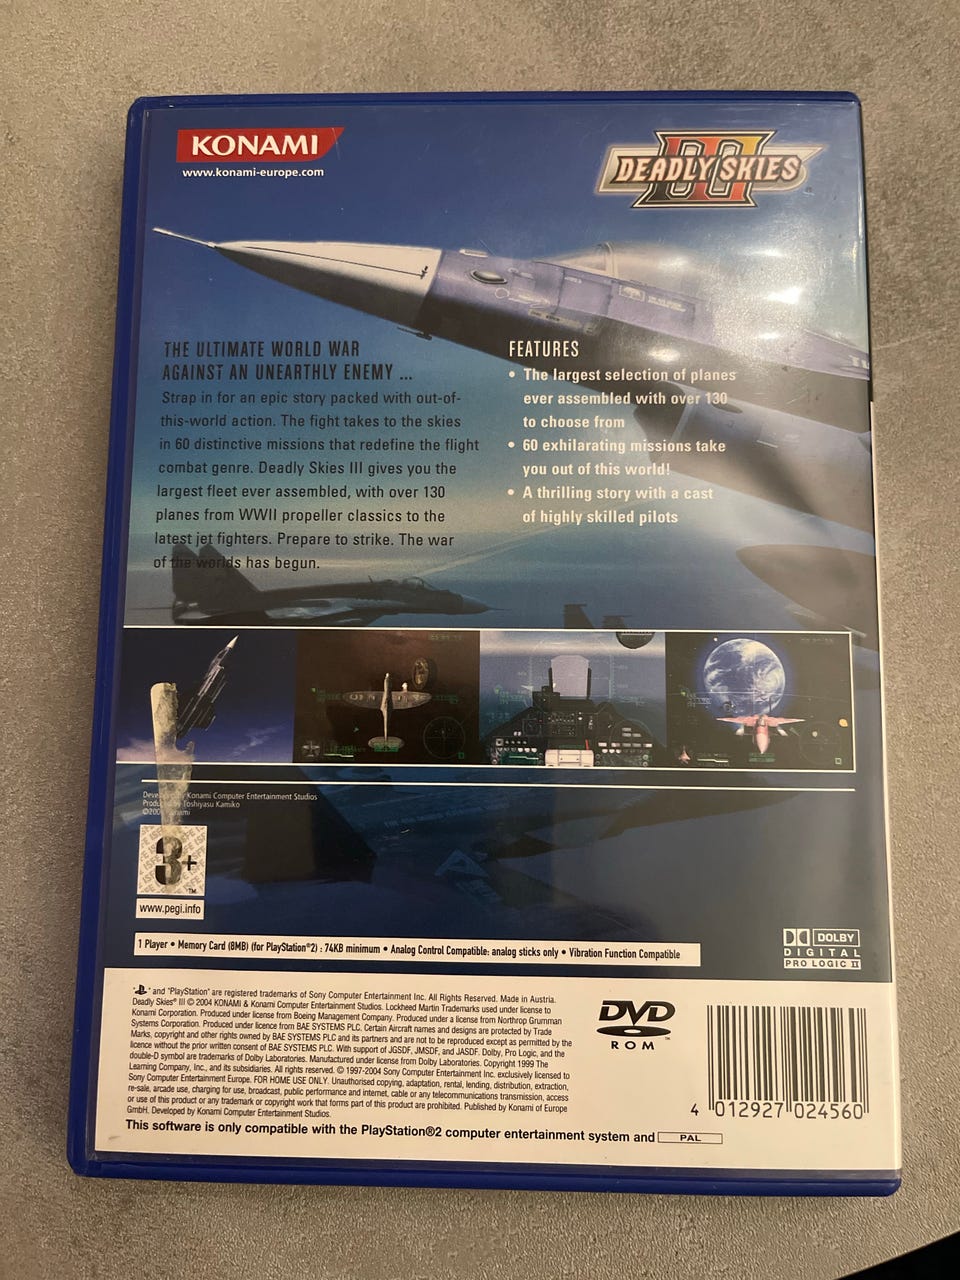 KONAMI
www.konami-europe.com
DEADLY SKIES III
THE ULTIMATE WORLD WAR
AGAINST AN UNEARTHLY ENEMY ...
Strap in for an epic story packed with out-of-
this-world action. The fight takes to the skies
in 60 distinctive missions that redefine the flight
combat genre. Deadly Skies III gives you the
largest fleet ever assembled, with over 130
planes from WWII propeller classics to the
latest jet fighters. Prepare to strike. The war
of the worlds has begun.
FEATURES
• The largest selection of planes
ever assembled with over 130
to choose from
• 60 exhilarating missions take
you out of this world!
• A thrilling story with a cast
of highly skilled pilots
Developed by Konami Computer Entertainment Studios
Produced by Toshiyasu Kamiko
Konami
3+
TM
www.pegi.info
1 Player • Memory Card (8MB) (for PlayStation®2) : 74KB minimum • Analog Control Compatible: analog sticks only • Vibration Function Compatible
DOLBY
DIGITAL
PRO LOGIC II
" " and "PlayStation" are registered trademarks of Sony Computer Entertainment Inc. All Rights Reserved. Made in Austria.
Deadly Skies® III © 2004 KONAMI & Konami Computer Entertainment Studios. Lockheed Martin Trademarks used under license to
Konami Corporation. Produced under license from Boeing Management Company. Produced under a license from Northrop Grumman
Systems Corporation. Produced under licence from BAE SYSTEMS PLC. Certain Aircraft names and designs are protected by Trade
Marks, copyright and other rights owned by BAE SYSTEMS PLC and its partners and are not to be reproduced except as permitted by the
licence without the prior written consent of BAE SYSTEMS PLC. With support of JGSDF, JMSDF, and JASDF. Dolby, Pro Logic, and the
double-D symbol are trademarks of Dolby Laboratories. Manufactured under license from Dolby Laboratories. Copyright 1999 The
Learning Company, Inc., and its subsidiaries. All rights reserved. © 1997-2004 Sony Computer Entertainment Inc. exclusively licensed to
Sony Computer Entertainment Europe. FOR HOME USE ONLY. Unauthorised copying, adaptation, rental, lending, distribution, extraction,
re-sale, arcade use, charging for use, broadcast, public performance and internet, cable or any telecommunications transmission, access
or use of this product or any trademark or copyright work that forms part of this product are prohibited. Published by Konami of Europe
GmbH. Developed by Konami Computer Entertainment Studios.
This software is only compatible with the PlayStation®2 computer entertainment system and PAL
DVD
ROM
4 012927 024560